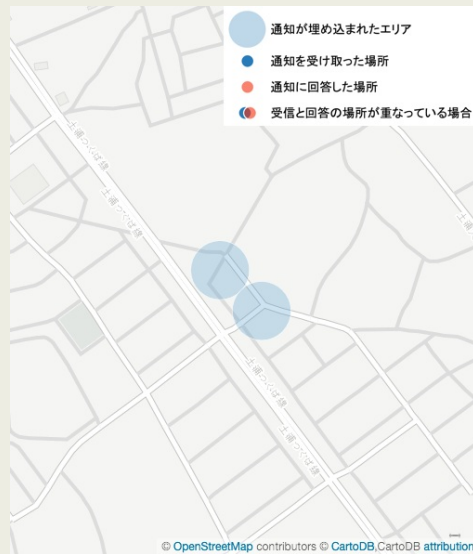 通知が埋め込まれたエリア
通知を受け取った場所
通知に回答した場所
受信と回答の場所が重なっている場合
土浦つくば線
土浦つくば線
土浦つくば線
土浦つくば線
© OpenStreetMap contributors © CartoDB,CartoDB attribution